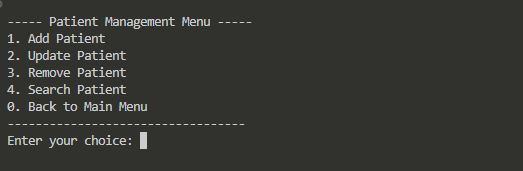 ----- Patient Management Menu -----
1. Add Patient
2. Update Patient
3. Remove Patient
4. Search Patient
0. Back to Main Menu
----------------------------------
Enter your choice: